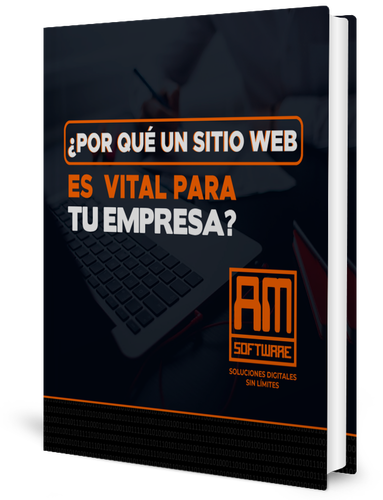 ¿POR QUÉ UN SITIO WEB
ES VITAL PARA
TU EMPRESA?
AM
SOFTWARE
SOLUCIONES DIGITALES
SIN LÍMITES